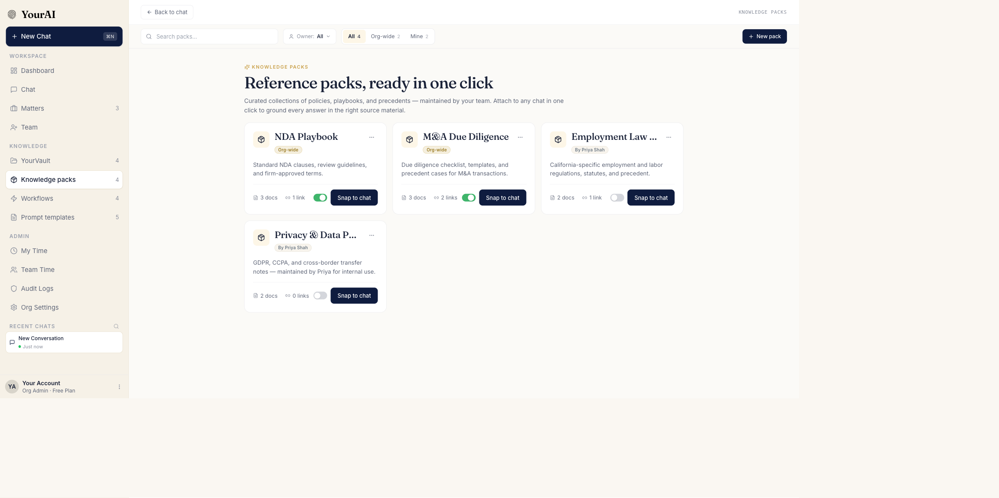 YourAI
New Chat ⌘N
WORKSPACE
Dashboard
Chat
Matters 3
Team
KNOWLEDGE
YourVault 4
Knowledge packs 4
Workflows 4
Prompt templates 5
ADMIN
My Time
Team Time
Audit Logs
Org Settings
RECENT CHATS
New Conversation
Just now
YA
Your Account
Org Admin · Free Plan
Back to chat
KNOWLEDGE PACKS
Search packs...
Owner: All
All 4 Org-wide 2 Mine 2
New pack
KNOWLEDGE PACKS
Reference packs, ready in one click
Curated collections of policies, playbooks, and precedents — maintained by your team. Attach to any chat in one
click to ground every answer in the right source material.
NDA Playbook
Org-wide
Standard NDA clauses, review guidelines,
and firm-approved terms.
3 docs 1 link Snap to chat
M&A Due Diligence
Org-wide
Due diligence checklist, templates, and
precedent cases for M&A transactions.
3 docs 2 links Snap to chat
Employment Law ...
By Priya Shah
California-specific employment and labor
regulations, statutes, and precedent.
2 docs 1 link Snap to chat
Privacy & Data P...
By Priya Shah
GDPR, CCPA, and cross-border transfer
notes — maintained by Priya for internal use.
2 docs 0 links Snap to chat